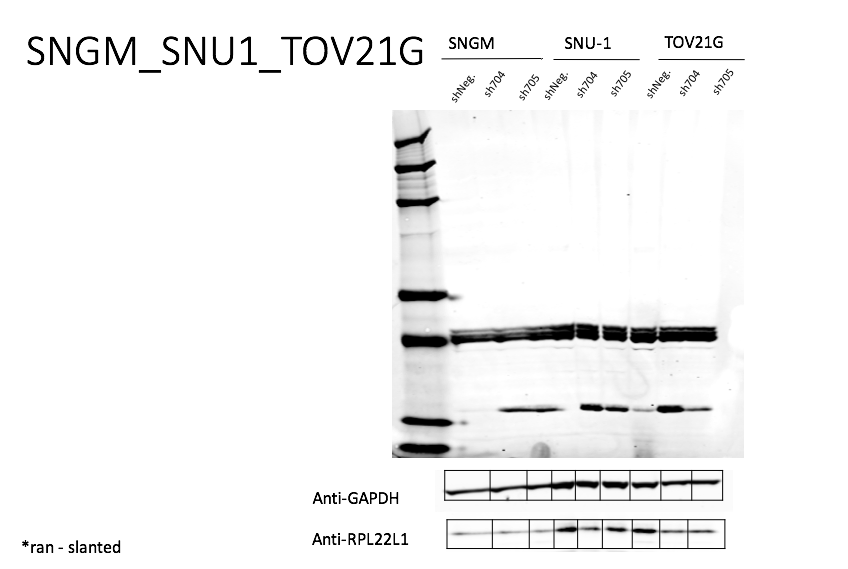 SNGM_SNU1_TOV21G
SNGM SNU-1 TOV21G
shNeg. sh704 sh705 shNeg. sh704 sh705 shNeg. sh704 sh705
Anti-GAPDH
Anti-RPL22L1
*ran - slanted